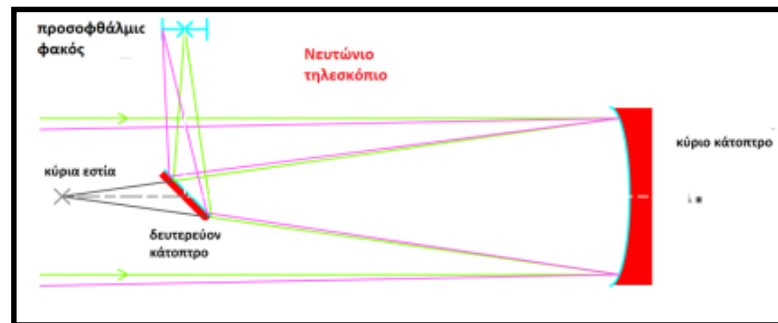 προσοφθάλμις
φακός
Νευτώνιο
τηλεσκόπιο
κύριο κάτοπτρο
κύρια εστία
δευτερεύον
κάτοπτρο